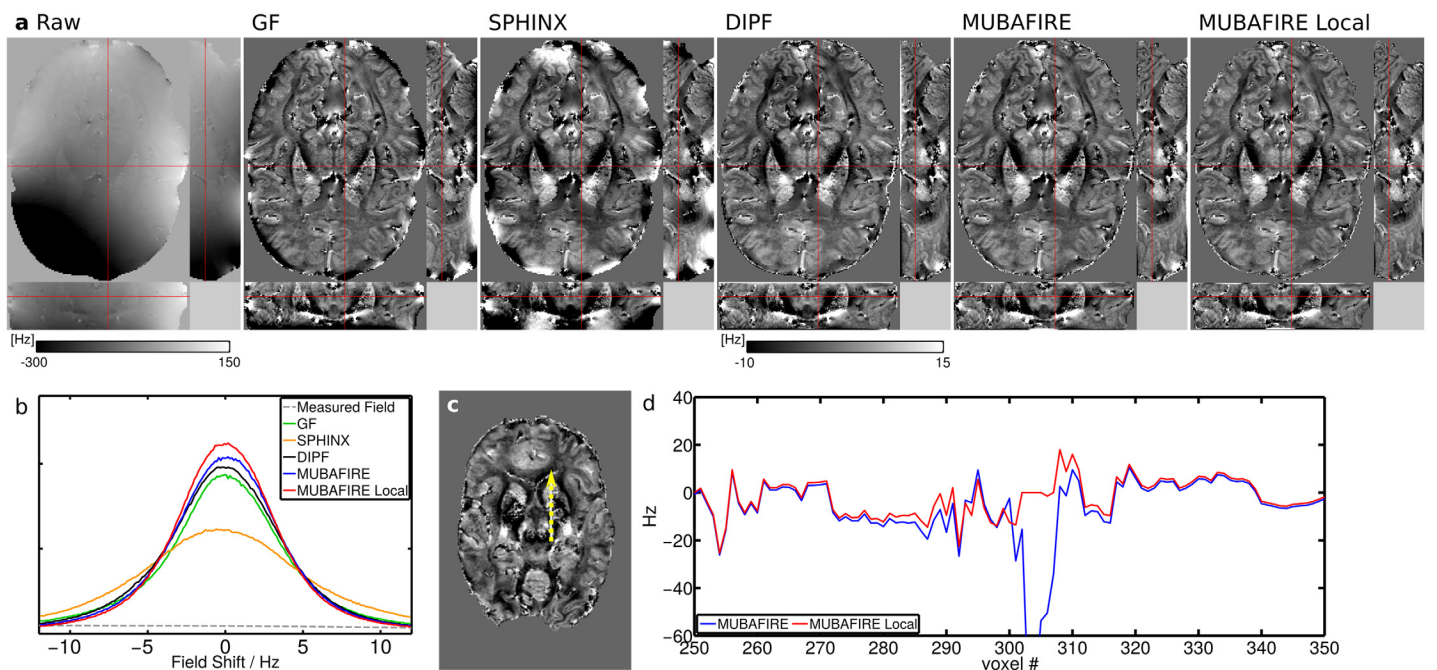 a Raw GF SPHINX DIPF MUBAFIRE MUBAFIRE Local
[Hz] -300 150
[Hz] -10 15
b
Measured Field
GF
SPHINX
DIPF
MUBAFIRE
MUBAFIRE Local
−10 −5 0 5 10
Field Shift / Hz
c
d
40
20
0
−20
−40
−60
Hz
MUBAFIRE MUBAFIRE Local
250 260 270 280 290 300 310 320 330 340 350
voxel #